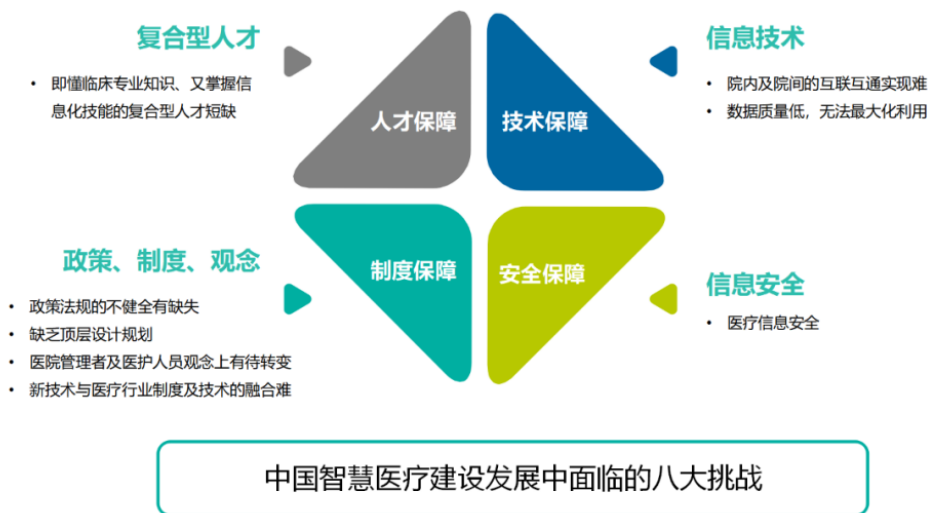 复合型人才
• 即懂临床专业知识、又掌握信
息化技能的复合型人才短缺
人才保障
技术保障
信息技术
• 院内及院间的互联互通实现难
• 数据质量低，无法最大化利用
政策、制度、观念
• 政策法规的不健全有缺失
• 缺乏顶层设计规划
• 医院管理者及医护人员观念上有待转变
• 新技术与医疗行业制度及技术的融合难
制度保障
安全保障
信息安全
• 医疗信息安全
中国智慧医疗建设发展中面临的八大挑战